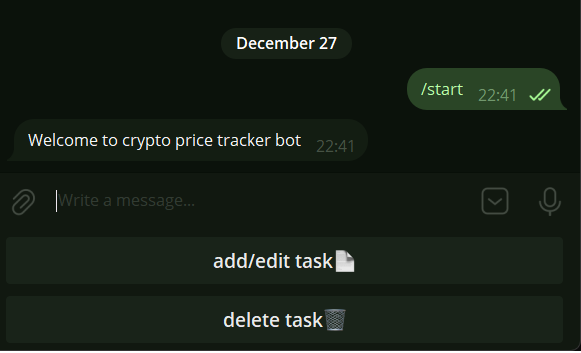 December 27
/start 22:41
Welcome to crypto price tracker bot 22:41
Write a message...
add/edit task
delete task